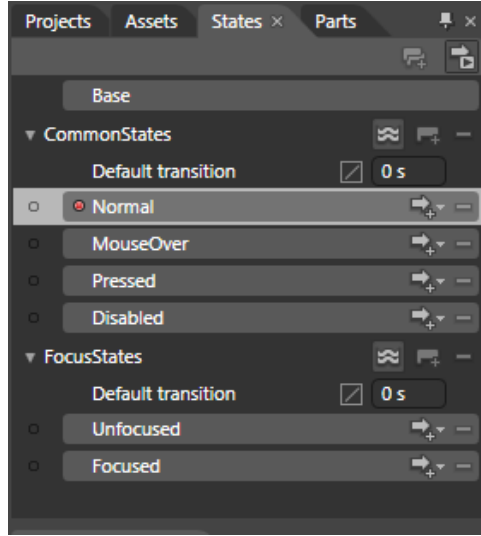 Projects Assets States × Parts
Base
CommonStates
Default transition 0 s
Normal
MouseOver
Pressed
Disabled
FocusStates
Default transition 0 s
Unfocused
Focused